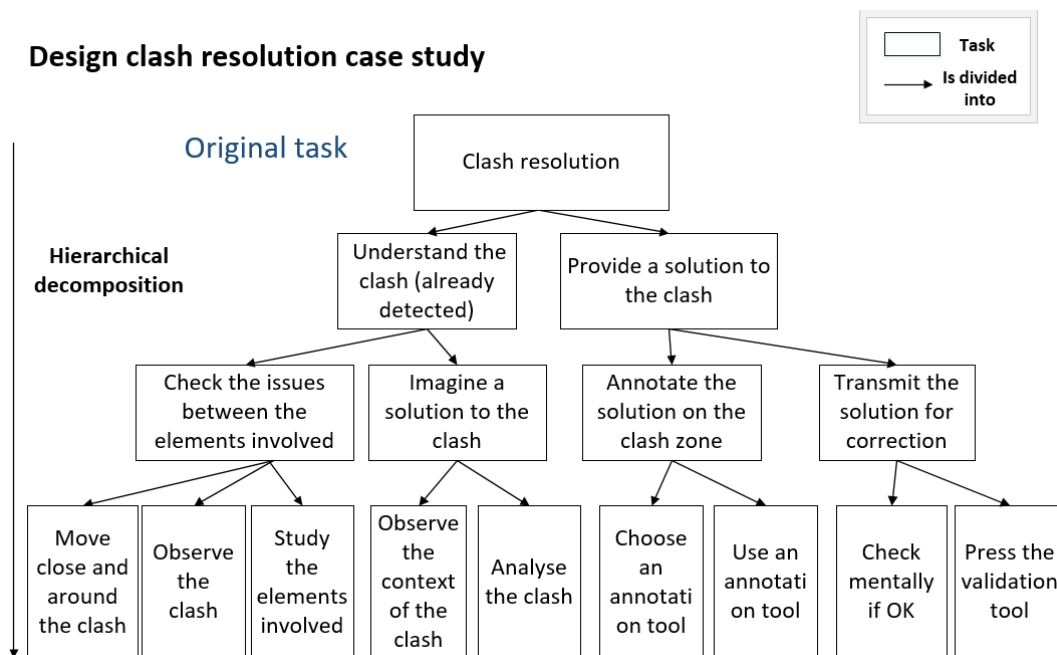 Design clash resolution case study
Task
Is divided
into
Original task
Clash resolution
Hierarchical
decomposition
Understand the
clash (already
detected)
Provide a solution to
the clash
Check the issues
between the
elements involved
Imagine a
solution to the
clash
Annotate the
solution on the
clash zone
Transmit the
solution for
correction
Move
close and
around
the clash
Observe
the
clash
Study
the
elements
involved
Observe
the
context
of the
clash
Analyse
the clash
Choose
an
annotati
on tool
Use an
annotati
on tool
Check
mentally
if OK
Press the
validation
tool